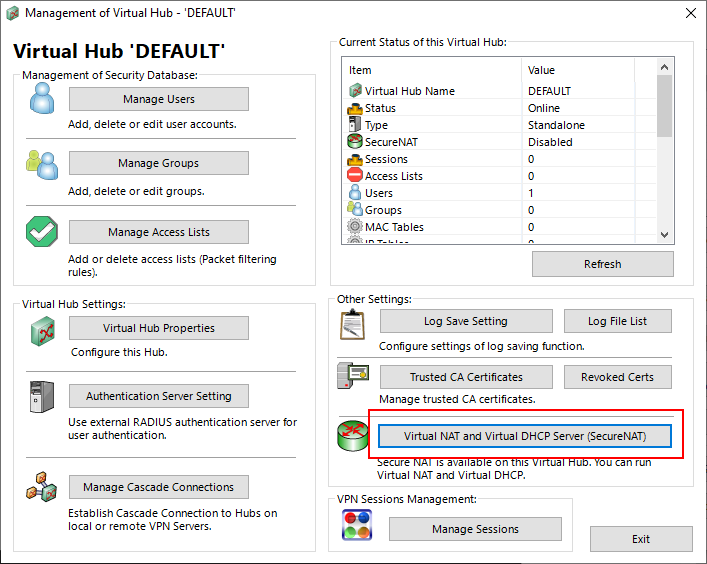 Management of Virtual Hub - 'DEFAULT'
Virtual Hub 'DEFAULT'
Management of Security Database:
Manage Users
Add, delete or edit user accounts.
Manage Groups
Add, delete or edit groups.
Manage Access Lists
Add or delete access lists (Packet filtering
rules).
Current Status of this Virtual Hub:
Item Value
Virtual Hub Name DEFAULT
Status Online
Type Standalone
SecureNAT Disabled
Sessions 0
Access Lists 0
Users 1
Groups 0
MAC Tables 0
IP Tables 0
Refresh
Virtual Hub Settings:
Virtual Hub Properties
Configure this Hub.
Authentication Server Setting
Use external RADIUS authentication server for
user authentication.
Manage Cascade Connections
Establish Cascade Connection to Hubs on
local or remote VPN Servers.
Other Settings:
Log Save Setting Log File List
Configure settings of log saving function.
Trusted CA Certificates Revoked Certs
Manage trusted CA certificates.
Virtual NAT and Virtual DHCP Server (SecureNAT)
Secure NAT is available on this Virtual Hub. You can run
Virtual NAT and Virtual DHCP.
VPN Sessions Management:
Manage Sessions
Exit